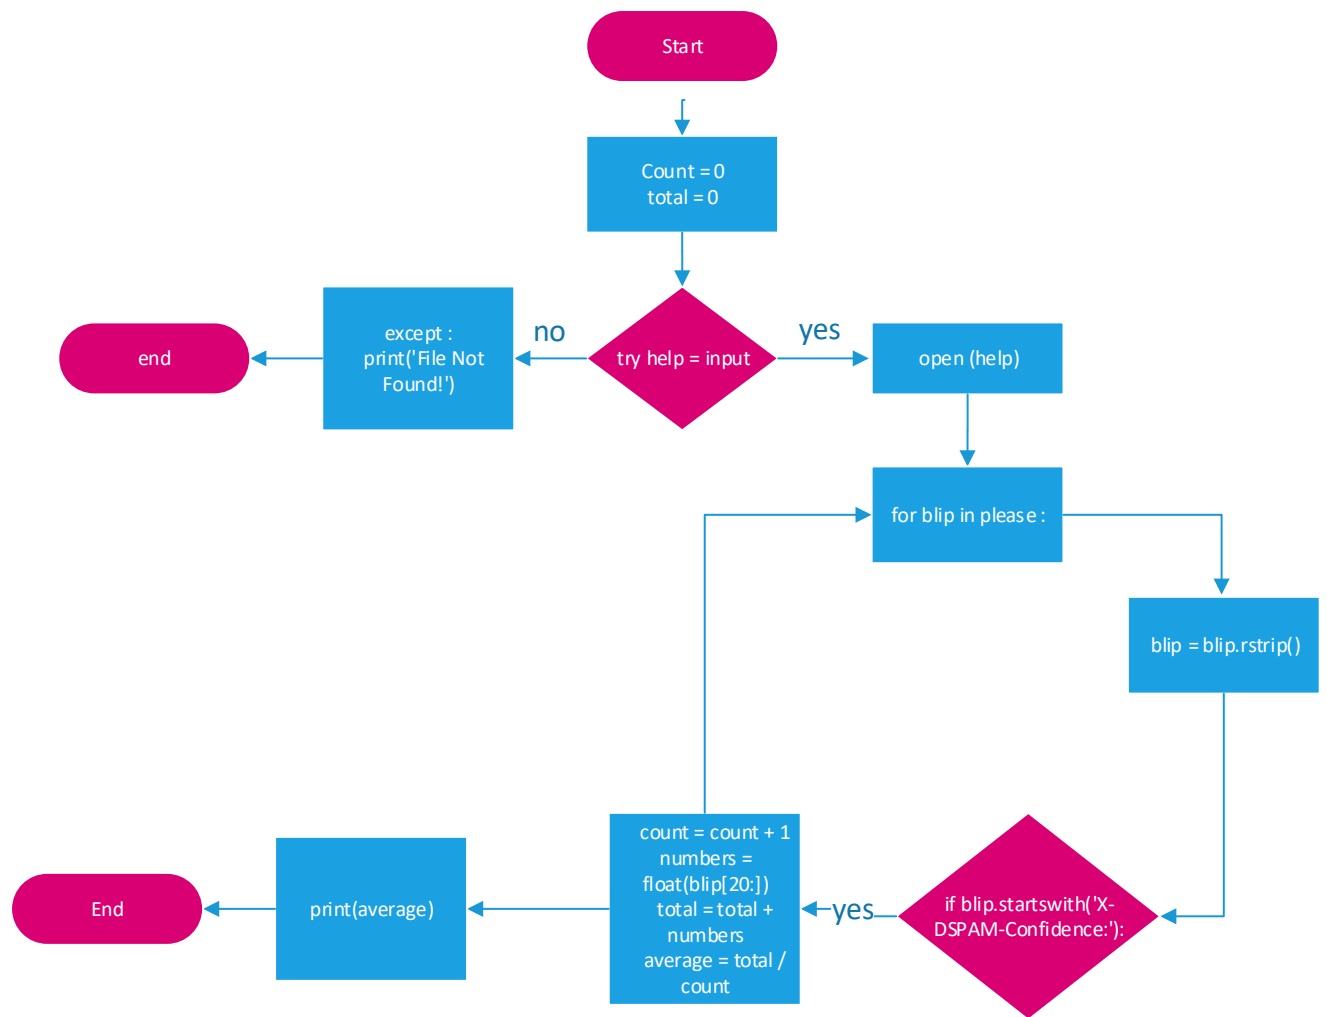 Start
Count = 0
total = 0
except :
print('File Not
Found!')
end
no
try help = input
yes
open (help)
for blip in please :
blip = blip.rstrip()
if blip.startswith('X-
DSPAM-Confidence:'):
yes
count = count + 1
numbers =
float(blip[20:])
total = total +
numbers
average = total /
count
print(average)
End